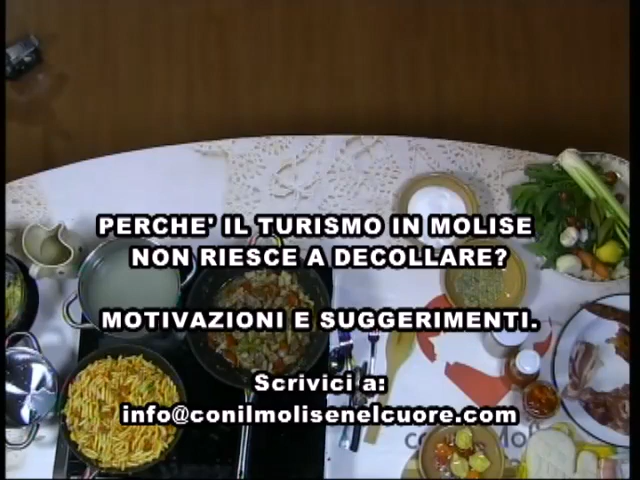 PERCHE' IL TURISMO IN MOLISE
NON RIESCE A DECOLLARE?
MOTIVAZIONI E SUGGERIMENTI.
Scrivici a:
info@conilmolisenelcuore.com